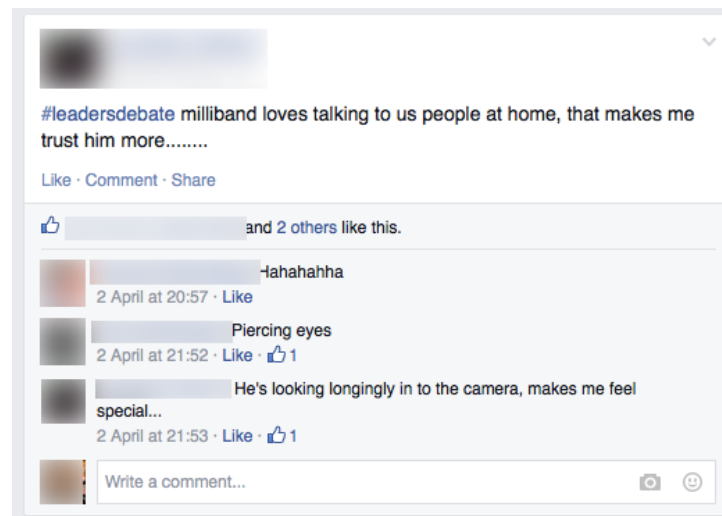 #leadersdebate milliband loves talking to us people at home, that makes me
trust him more........
Like · Comment · Share
and 2 others like this.
Hahahahha
2 April at 20:57 · Like
Piercing eyes
2 April at 21:52 · Like · 1
He's looking longingly in to the camera, makes me feel
special...
2 April at 21:53 · Like · 1
Write a comment...